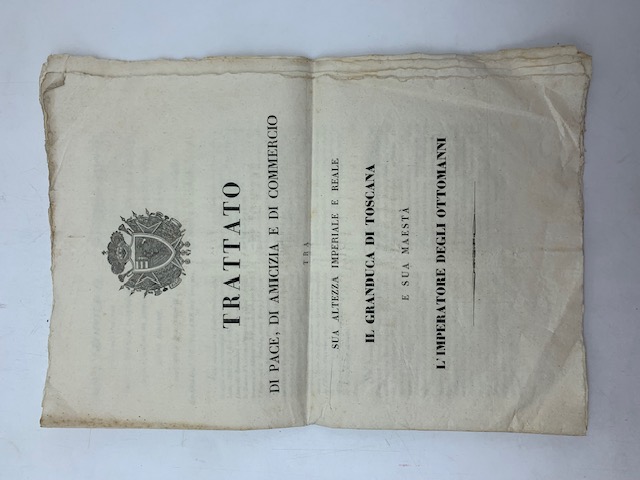 TRATTATO
DI PACE, DI AMICIZIA E DI COMMERCIO
TRA
SUA ALTEZZA IMPERIALE E REALE
IL GRANDUCA DI TOSCANA
E SUA MAESTÀ
L'IMPERATORE DEGLI OTTOMANNI